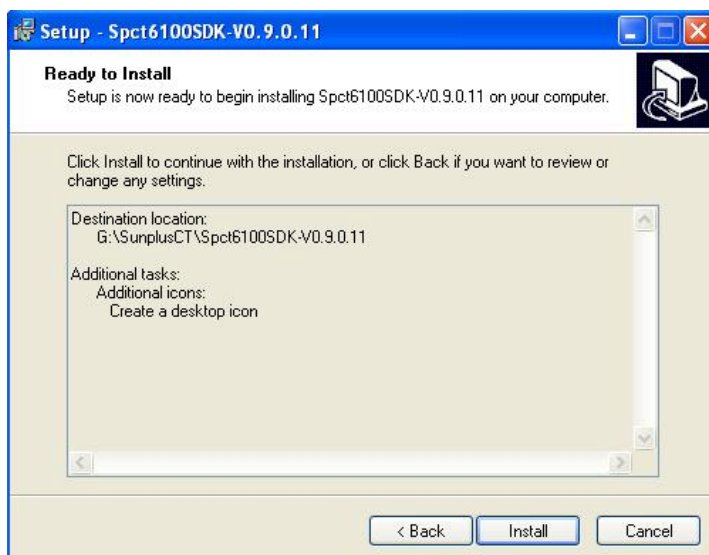 Setup - Spct6100SDK-V0.9.0.11
Ready to Install
Setup is now ready to begin installing Spct6100SDK-V0.9.0.11 on your computer.
Click Install to continue with the installation, or click Back if you want to review or
change any settings.
Destination location:
G:\SunplusCT\Spct6100SDK-V0.9.0.11
Additional tasks:
Additional icons:
Create a desktop icon
< Back
Install
Cancel